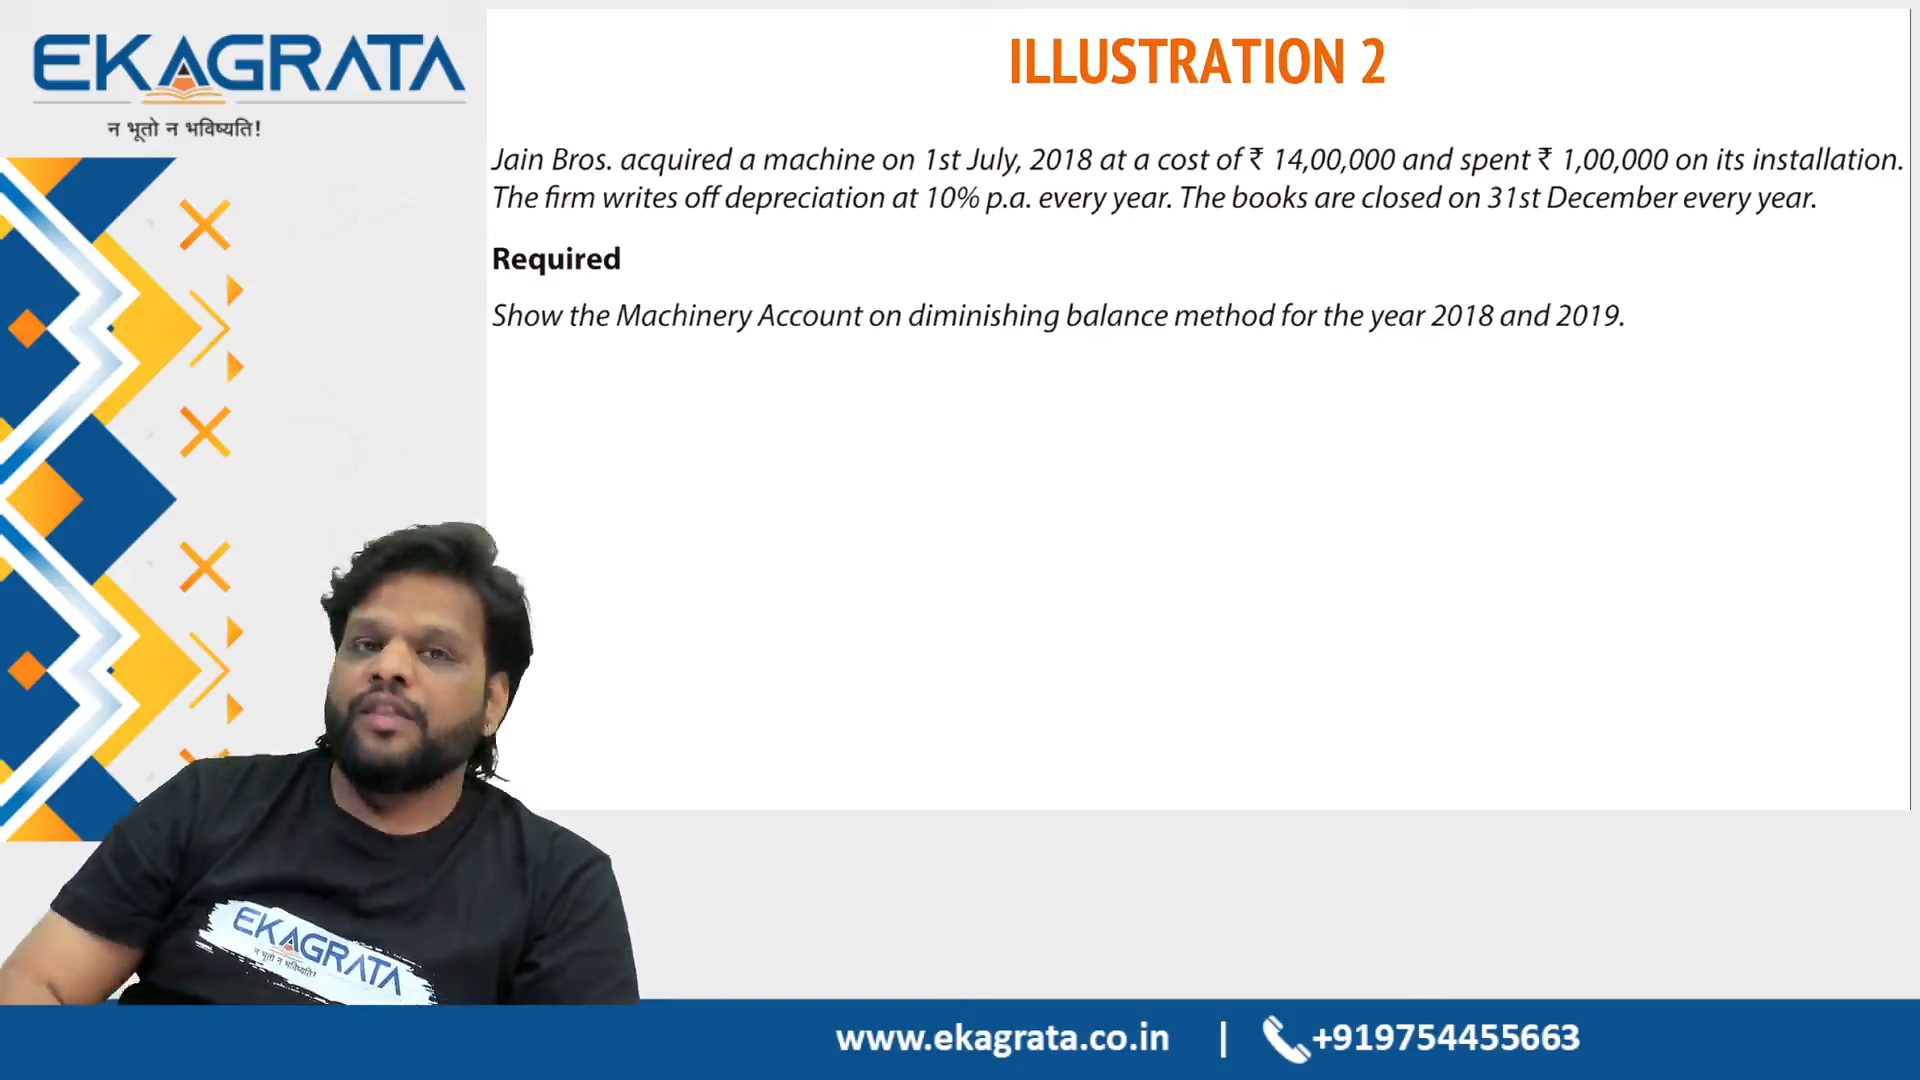 EKAGRATA
न भूतो न भविष्यति!
ILLUSTRATION 2
Jain Bros. acquired a machine on 1st July, 2018 at a cost of ₹ 14,00,000 and spent ₹ 1,00,000 on its installation.
The firm writes off depreciation at 10% p.a. every year. The books are closed on 31st December every year.
Required
Show the Machinery Account on diminishing balance method for the year 2018 and 2019.
EKAGRATA
न भूतो न भविष्यति!
www.ekagrata.co.in | +919754455663